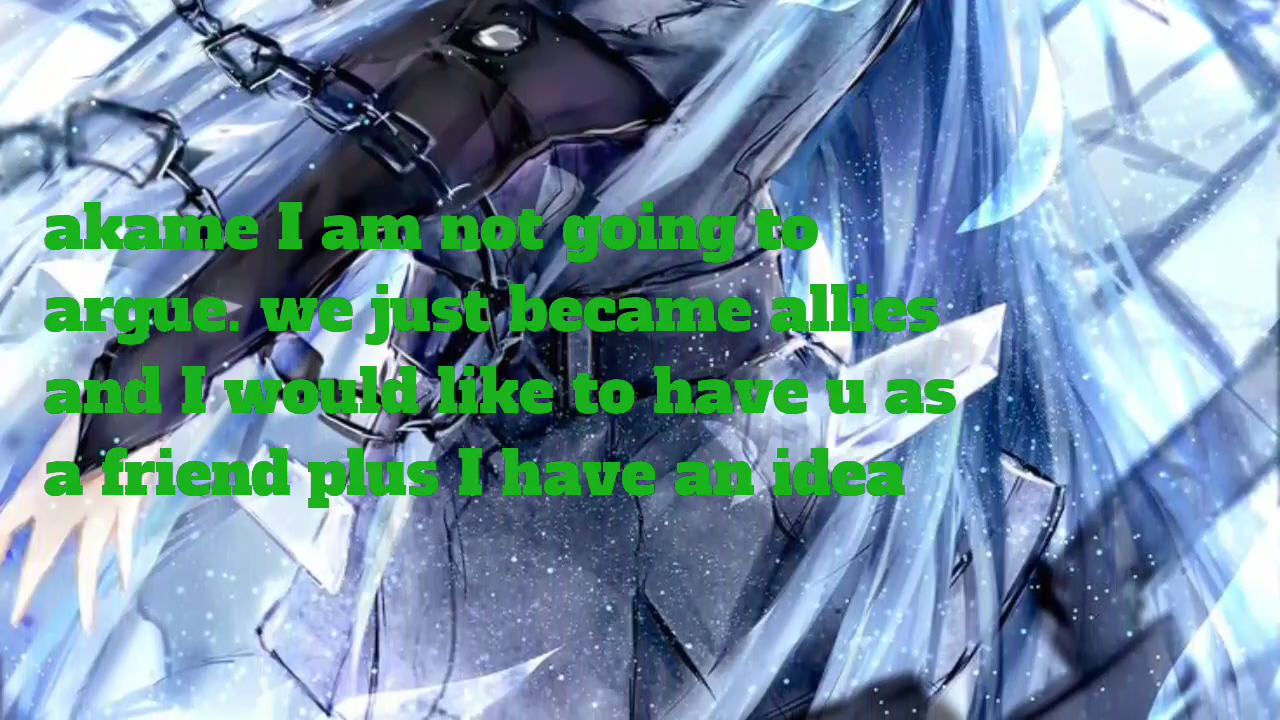 akame I am not going to
argue. we just became allies
and I would like to have u as
a friend plus I have an idea